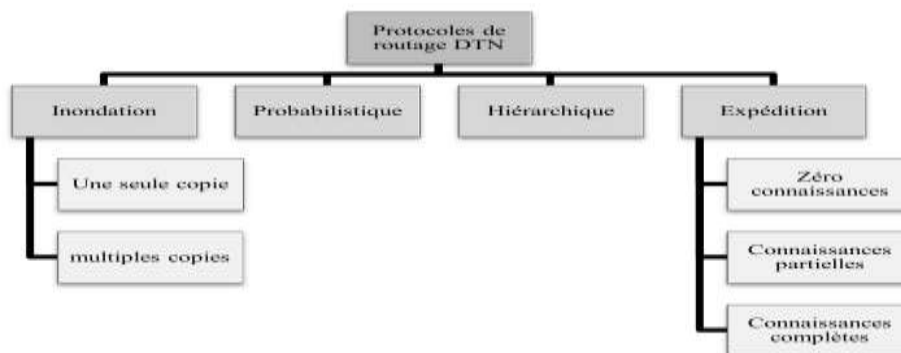 Protocoles de
routage DTN
Inondation
Probabilistique
Hiérarchique
Expédition
Une seule copie
multiples copies
Zéro
connaissances
Connaissances
partielles
Connaissances
complètes